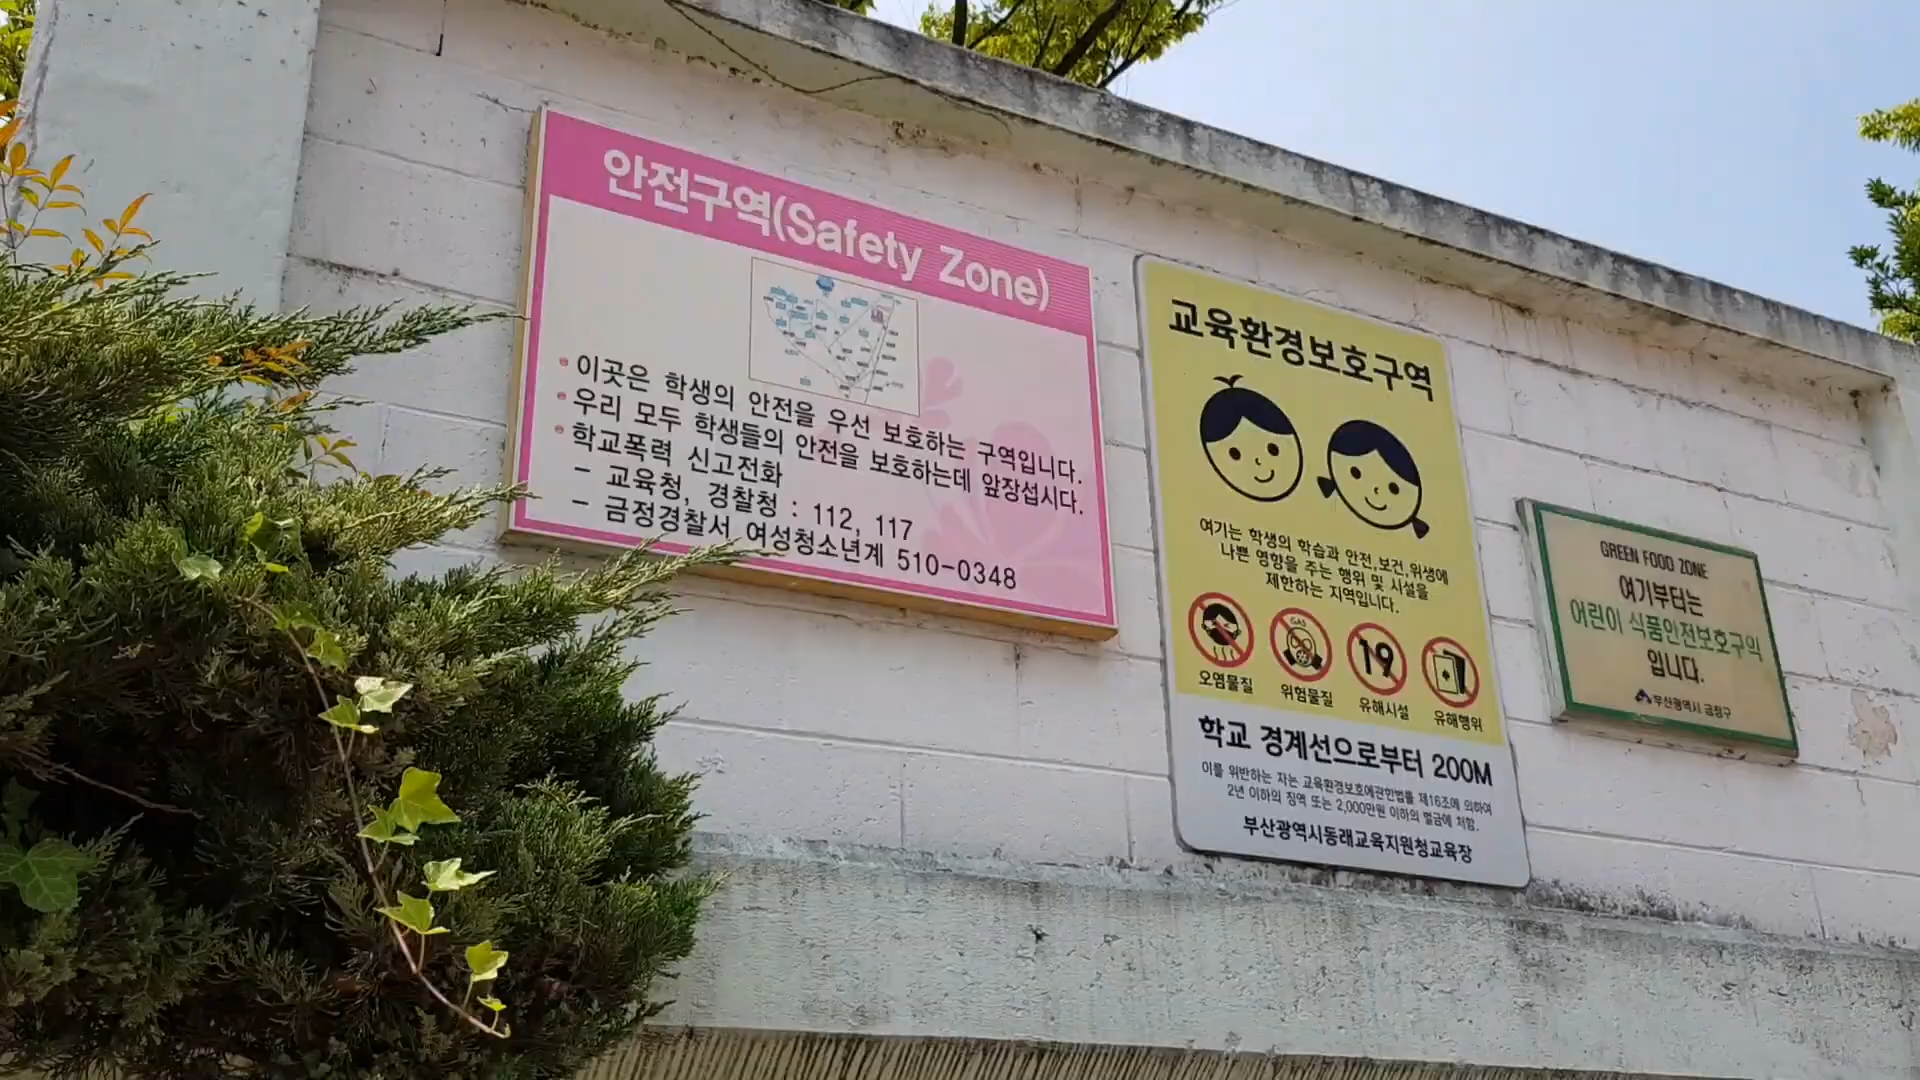 안전구역(Safety Zone)
이곳은 학생의 안전을 우선 보호하는 구역입니다.
우리 모두 학생들의 안전을 보호하는데 앞장섭시다.
학교폭력 신고전화
- 교육청, 경찰청 : 112, 117
- 금정경찰서 여성청소년계 510-0348
교육환경보호구역
여기는 학생의 학습과 안전,보건,위생에
나쁜 영향을 주는 행위 및 시설을
제한하는 지역입니다.
GAS
19
오염물질 위험물질 유해시설 유해행위
학교 경계선으로부터 200M
이를 위반하는 자는 교육환경보호에관한법률 제16조에 의하여
2년 이하의 징역 또는 2,000만원 이하의 벌금에 처함.
부산광역시동래교육지원청교육장
GREEN FOOD ZONE
여기부터는
어린이 식품안전보호구역
입니다.
부산광역시 금정구